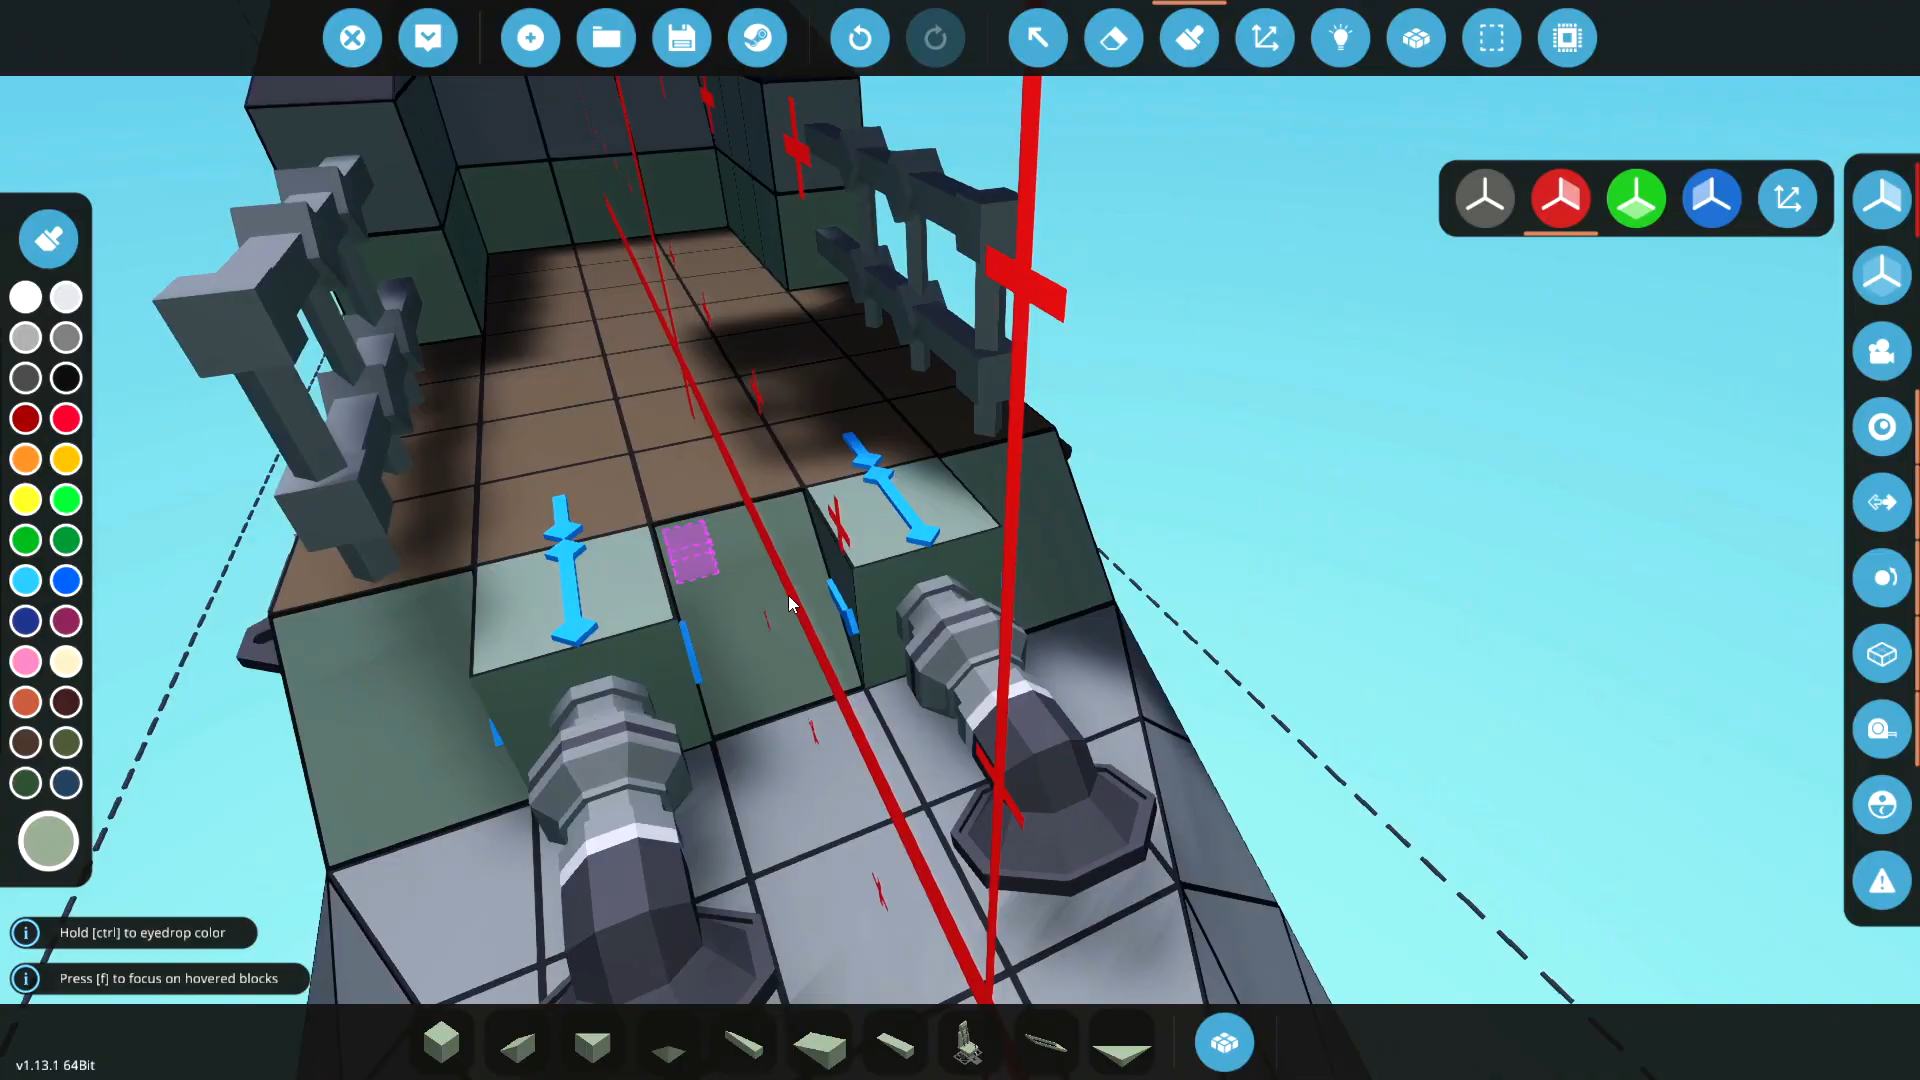 Hold [ctrl] to eyedrop color
Press [f] to focus on hovered blocks
v1.13.1 64Bit